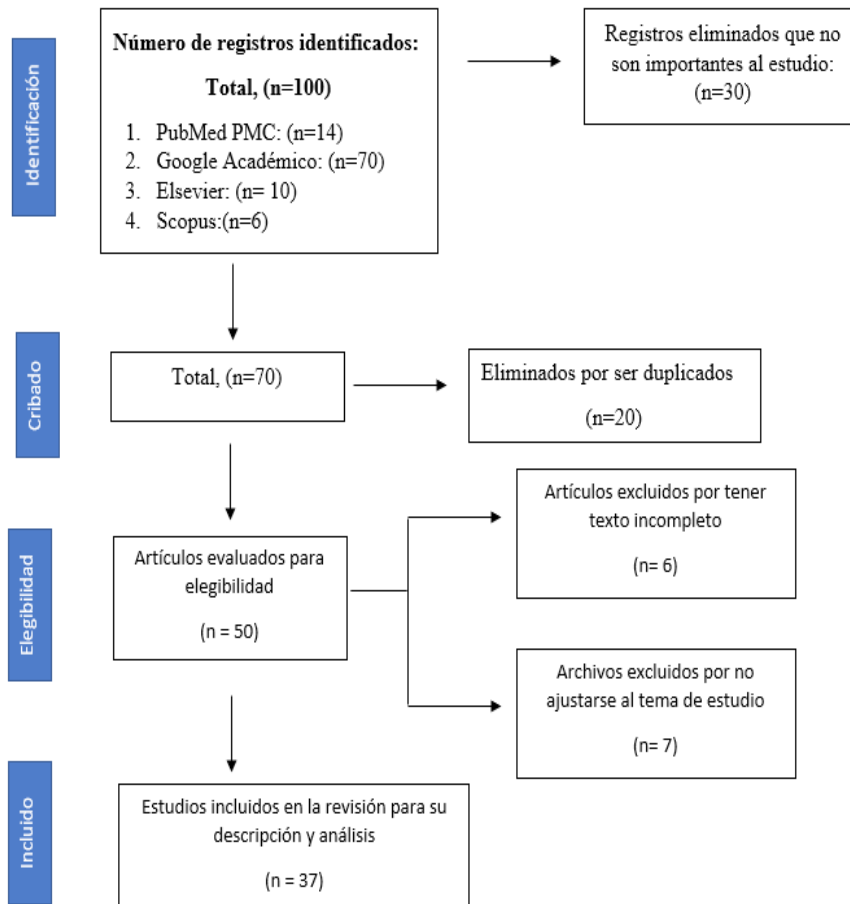 Identificación
Número de registros identificados:
Total, (n=100)
1. PubMed PMC: (n=14)
2. Google Académico: (n=70)
3. Elsevier: (n= 10)
4. Scopus:(n=6)
Registros eliminados que no
son importantes al estudio:
(n=30)
Cribado
Total, (n=70)
Eliminados por ser duplicados
(n=20)
Elegibilidad
Artículos evaluados para
elegibilidad
(n = 50)
Artículos excluidos por tener
texto incompleto
(n= 6)
Archivos excluidos por no
ajustarse al tema de estudio
(n= 7)
Incluido
Estudios incluidos en la revisión para su
descripción y análisis
(n = 37)